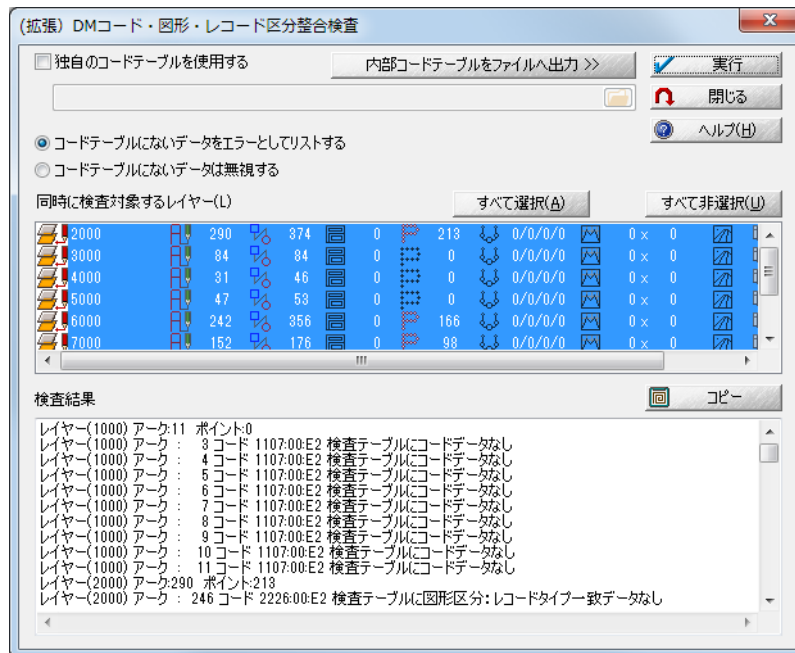 (拡張) DMコード・図形・レコード区分整合検査
独自のコードテーブルを使用する
内部コードテーブルをファイルへ出力 >>
実行
閉じる
ヘルプ(H)
コードテーブルにないデータをエラーとしてリストする
コードテーブルにないデータは無視する
同時に検査対象するレイヤー(L)
すべて選択(A)
すべて非選択(U)
2000 290 374 0 213 0/0/0/0 0 x 0
3000 84 84 0 0 0/0/0/0 0 x 0
4000 31 46 0 0 0/0/0/0 0 x 0
5000 47 53 0 0 0/0/0/0 0 x 0
6000 242 356 0 166 0/0/0/0 0 x 0
7000 152 176 0 98 0/0/0/0 0 x 0
検査結果
コピー
レイヤー(1000) アーク:11 ポイント:0
レイヤー(1000) アーク : 3 コード 1107:00:E2 検査テーブルにコードデータなし
レイヤー(1000) アーク : 4 コード 1107:00:E2 検査テーブルにコードデータなし
レイヤー(1000) アーク : 5 コード 1107:00:E2 検査テーブルにコードデータなし
レイヤー(1000) アーク : 6 コード 1107:00:E2 検査テーブルにコードデータなし
レイヤー(1000) アーク : 7 コード 1107:00:E2 検査テーブルにコードデータなし
レイヤー(1000) アーク : 8 コード 1107:00:E2 検査テーブルにコードデータなし
レイヤー(1000) アーク : 9 コード 1107:00:E2 検査テーブルにコードデータなし
レイヤー(1000) アーク : 10 コード 1107:00:E2 検査テーブルにコードデータなし
レイヤー(1000) アーク : 11 コード 1107:00:E2 検査テーブルにコードデータなし
レイヤー(2000) アーク:290 ポイント:213
レイヤー(2000) アーク : 246 コード 2226:00:E2 検査テーブルに図形区分:レコードタイプ一致データなし